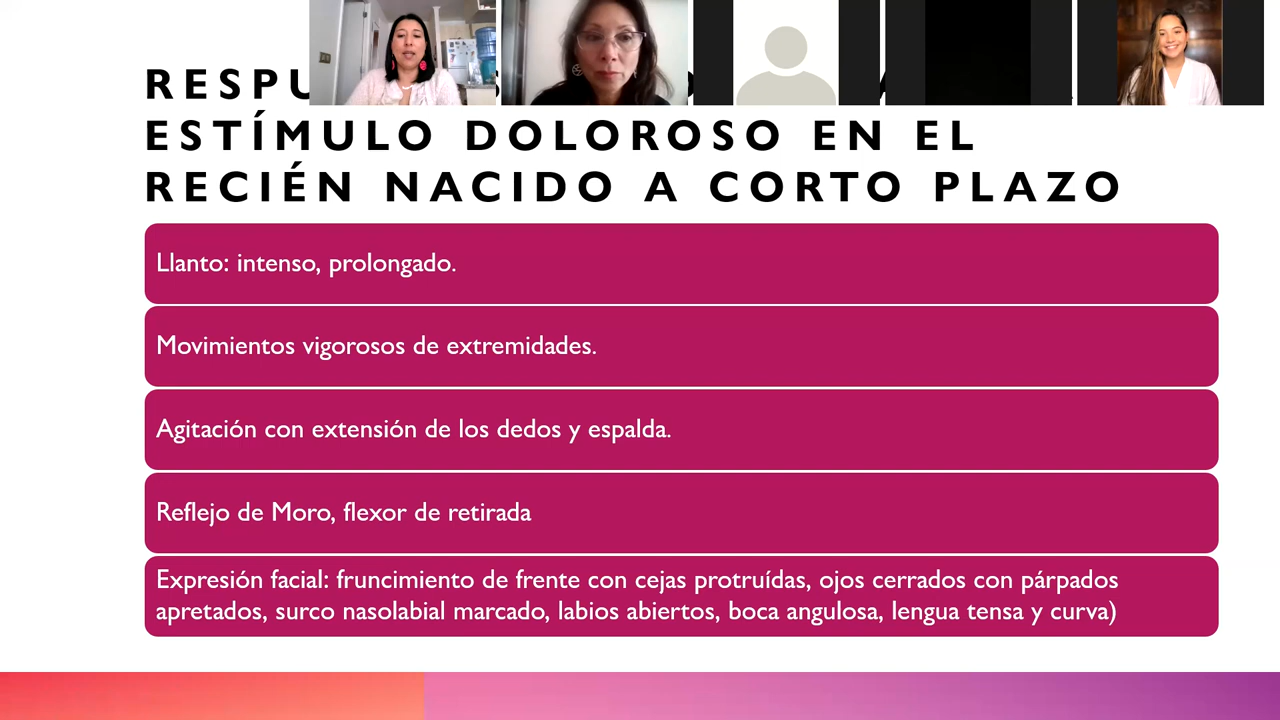 ESTÍMULO DOLOROSO EN EL
RECIÉN NACIDO A CORTO PLAZO
Llanto: intenso, prolongado.
Movimientos vigorosos de extremidades.
Agitación con extensión de los dedos y espalda.
Reflejo de Moro, flexor de retirada
Expresión facial: fruncimiento de frente con cejas protruídas, ojos cerrados con párpados
apretados, surco nasolabial marcado, labios abiertos, boca angulosa, lengua tensa y curva)